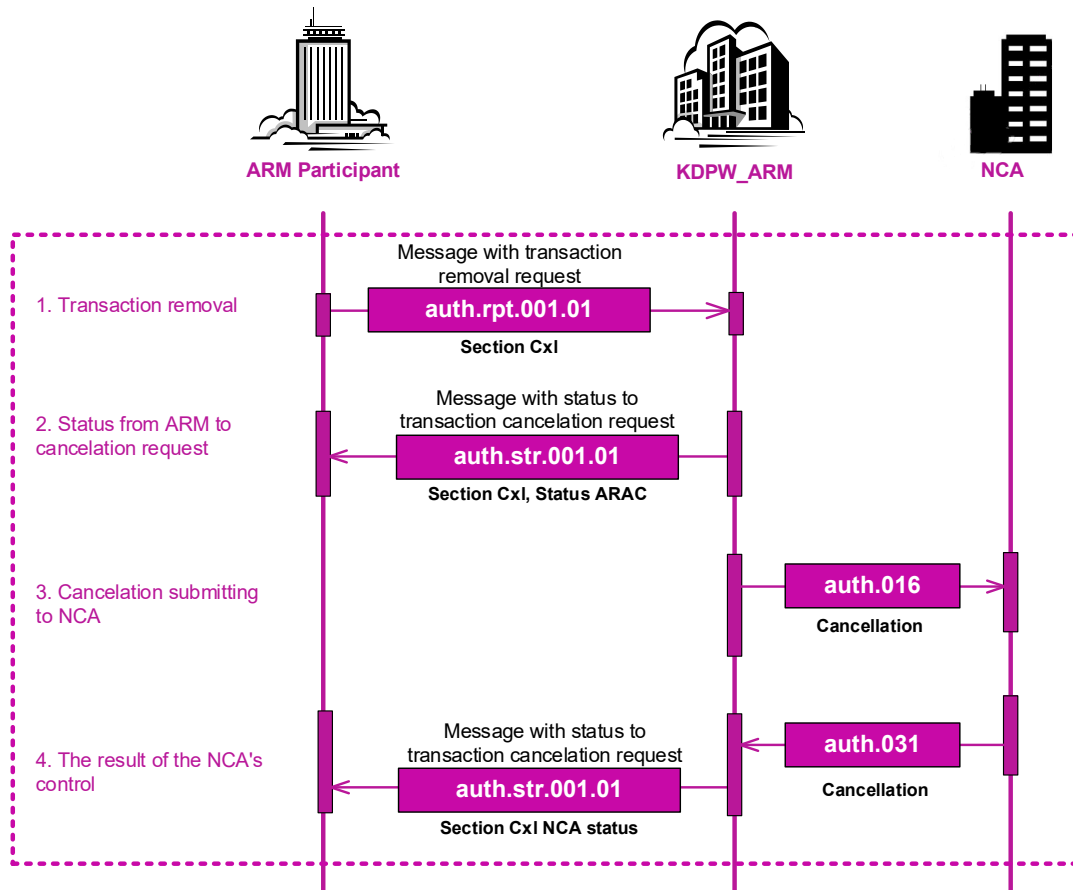 ARM Participant
KDPW_ARM
NCA
1. Transaction removal
Message with transaction
removal request
auth.rpt.001.01
Section Cxl
2. Status from ARM to
cancelation request
Message with status to
transaction cancelation request
auth.str.001.01
Section Cxl, Status ARAC
3. Cancelation submitting
to NCA
auth.016
Cancellation
4. The result of the NCA's
control
Message with status to
transaction cancelation request
auth.str.001.01
Section Cxl NCA status
auth.031
Cancellation